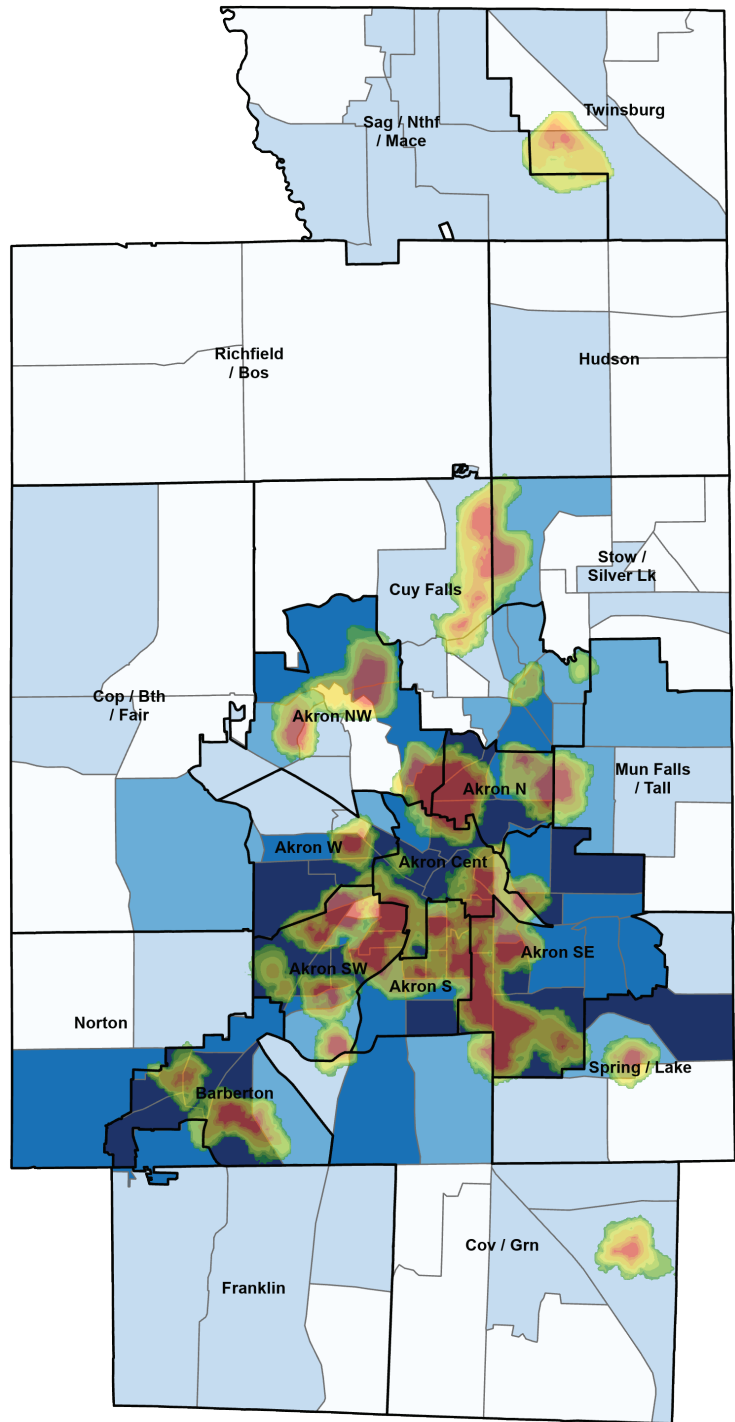 Twinsburg
Sag / Nthf
/ Mace
Richfield
/ Bos
Hudson
Stow /
Silver Lk
Cuy Falls
Cop / Bth
/ Fair
Akron NW
Mun Falls
/ Tall
Akron N
Akron W
Akron Cent
Akron SE
Akron SW
Akron S
Norton
Spring / Lake
Barberton
Cov / Grn
Franklin